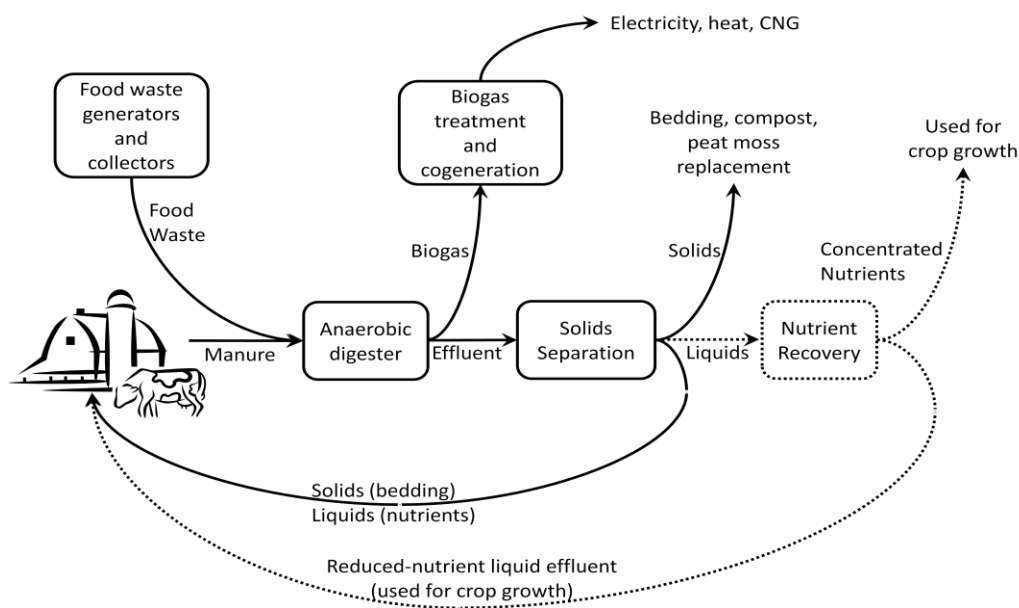 Electricity, heat, CNG
Food waste
generators
and
collectors
Biogas
treatment
and
cogeneration
Bedding, compost,
peat moss
replacement
Used for
crop growth
Food
Waste
Biogas
Solids
Concentrated
Nutrients
Manure
Anaerobic
digester
Effluent
Solids
Separation
Liquids
Nutrient
Recovery
Solids (bedding)
Liquids (nutrients)
Reduced-nutrient liquid effluent
(used for crop growth)